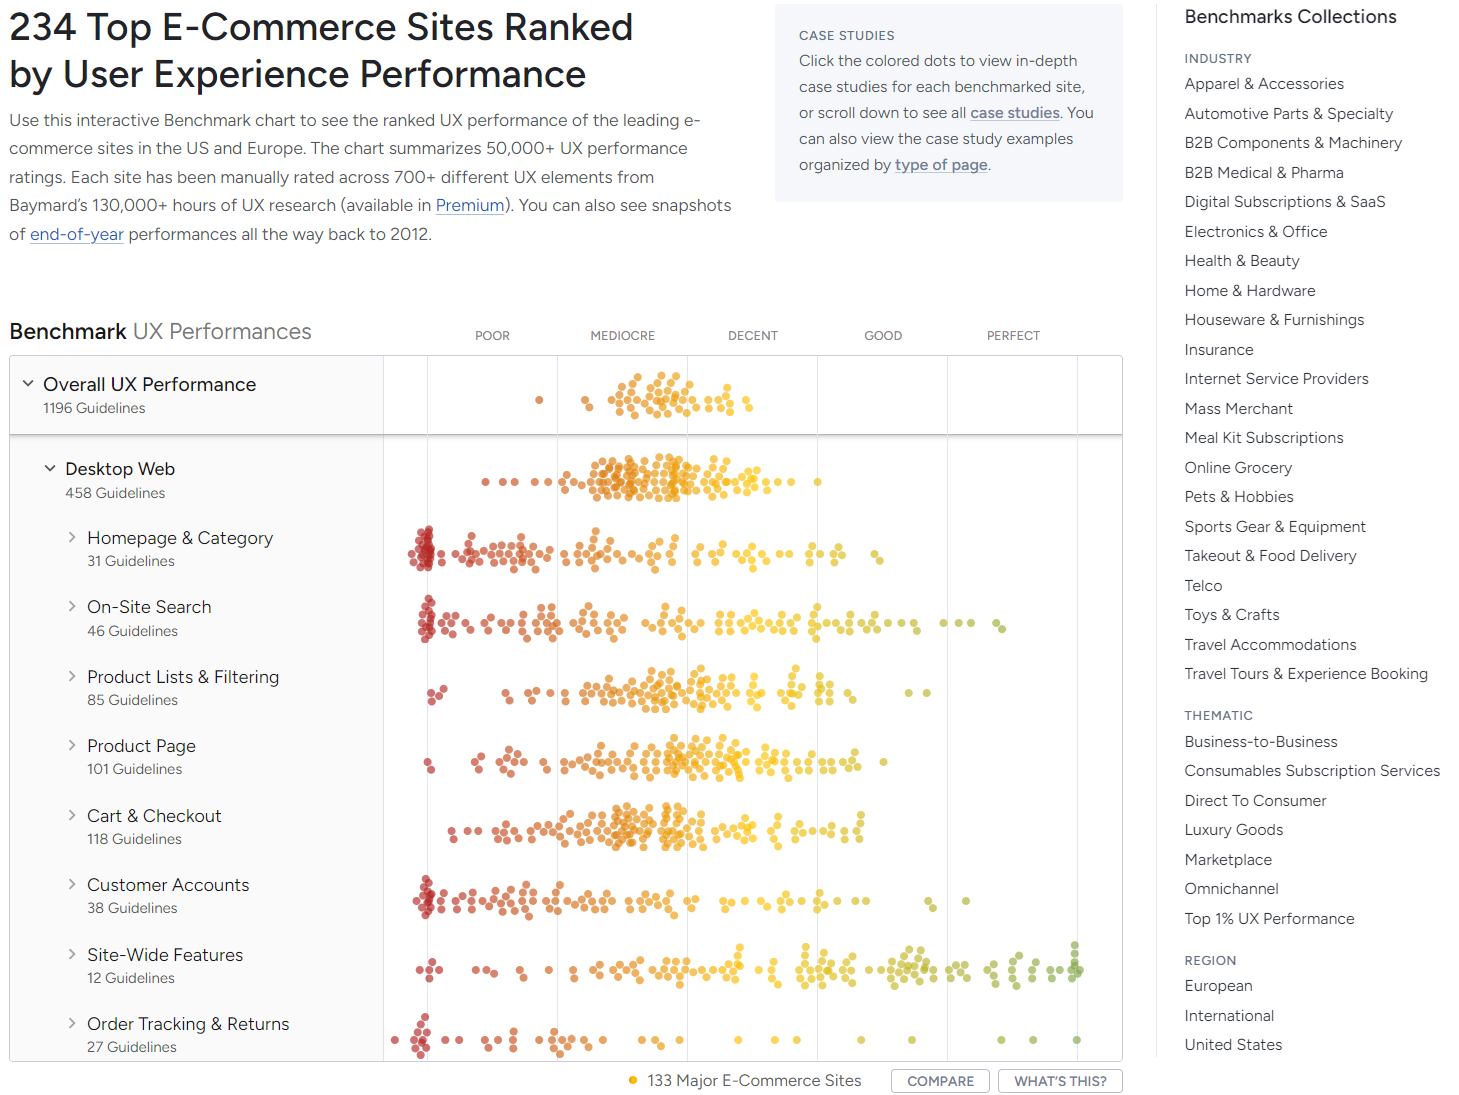 234 Top E-Commerce Sites Ranked
by User Experience Performance
Use this interactive Benchmark chart to see the ranked UX performance of the leading e-
commerce sites in the US and Europe. The chart summarizes 50,000+ UX performance
ratings. Each site has been manually rated across 700+ different UX elements from
Baymard’s 130,000+ hours of UX research (available in Premium). You can also see snapshots
of end-of-year performances all the way back to 2012.
CASE STUDIES
Click the colored dots to view in-depth
case studies for each benchmarked site,
or scroll down to see all case studies. You
can also view the case study examples
organized by type of page.
Benchmark UX Performances
POOR MEDIOCRE DECENT GOOD PERFECT
Overall UX Performance
1196 Guidelines
Desktop Web
458 Guidelines
Homepage & Category
31 Guidelines
On-Site Search
46 Guidelines
Product Lists & Filtering
85 Guidelines
Product Page
101 Guidelines
Cart & Checkout
118 Guidelines
Customer Accounts
38 Guidelines
Site-Wide Features
12 Guidelines
Order Tracking & Returns
27 Guidelines
133 Major E-Commerce Sites COMPARE WHAT’S THIS?
Benchmarks Collections
INDUSTRY
Apparel & Accessories
Automotive Parts & Specialty
B2B Components & Machinery
B2B Medical & Pharma
Digital Subscriptions & SaaS
Electronics & Office
Health & Beauty
Home & Hardware
Houseware & Furnishings
Insurance
Internet Service Providers
Mass Merchant
Meal Kit Subscriptions
Online Grocery
Pets & Hobbies
Sports Gear & Equipment
Takeout & Food Delivery
Telco
Toys & Crafts
Travel Accommodations
Travel Tours & Experience Booking
THEMATIC
Business-to-Business
Consumables Subscription Services
Direct To Consumer
Luxury Goods
Marketplace
Omnichannel
Top 1% UX Performance
REGION
European
International
United States